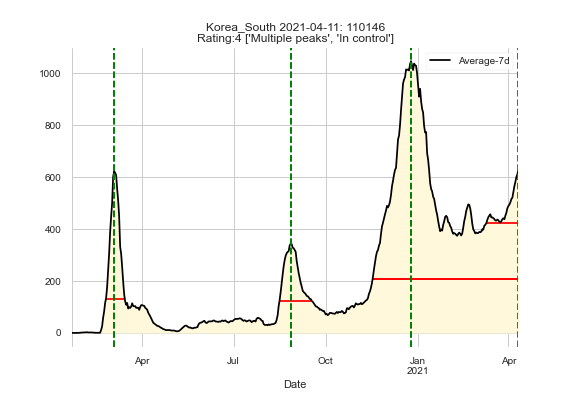 Korea_South 2021-04-11: 110146
Rating:4 ['Multiple peaks', 'In control']
Average-7d
1000
800
600
400
200
0
Apr
Jul
Oct
Jan
2021
Apr
Date